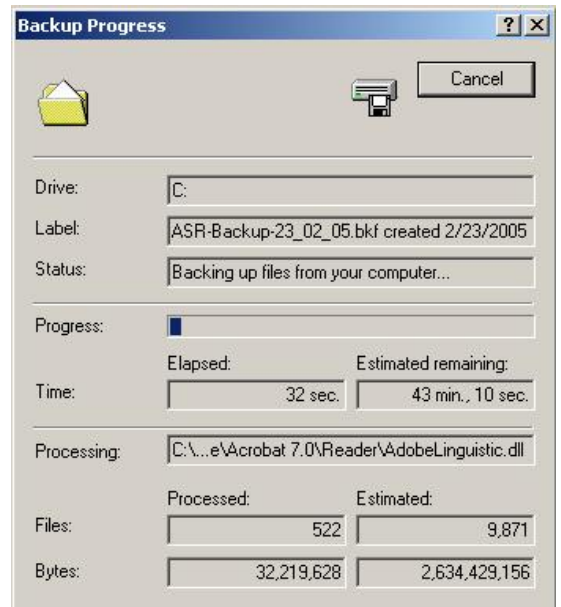 Backup Progress
Cancel
Drive: C:
Label: ASR-Backup-23_02_05.bkf created 2/23/2005
Status: Backing up files from your computer...
Progress:
Elapsed: Estimated remaining:
Time: 32 sec. 43 min., 10 sec.
Processing: C:\...e\Acrobat 7.0\Reader\AdobeLinguistic.dll
Processed: Estimated:
Files: 522 9,871
Bytes: 32,219,628 2,634,429,156